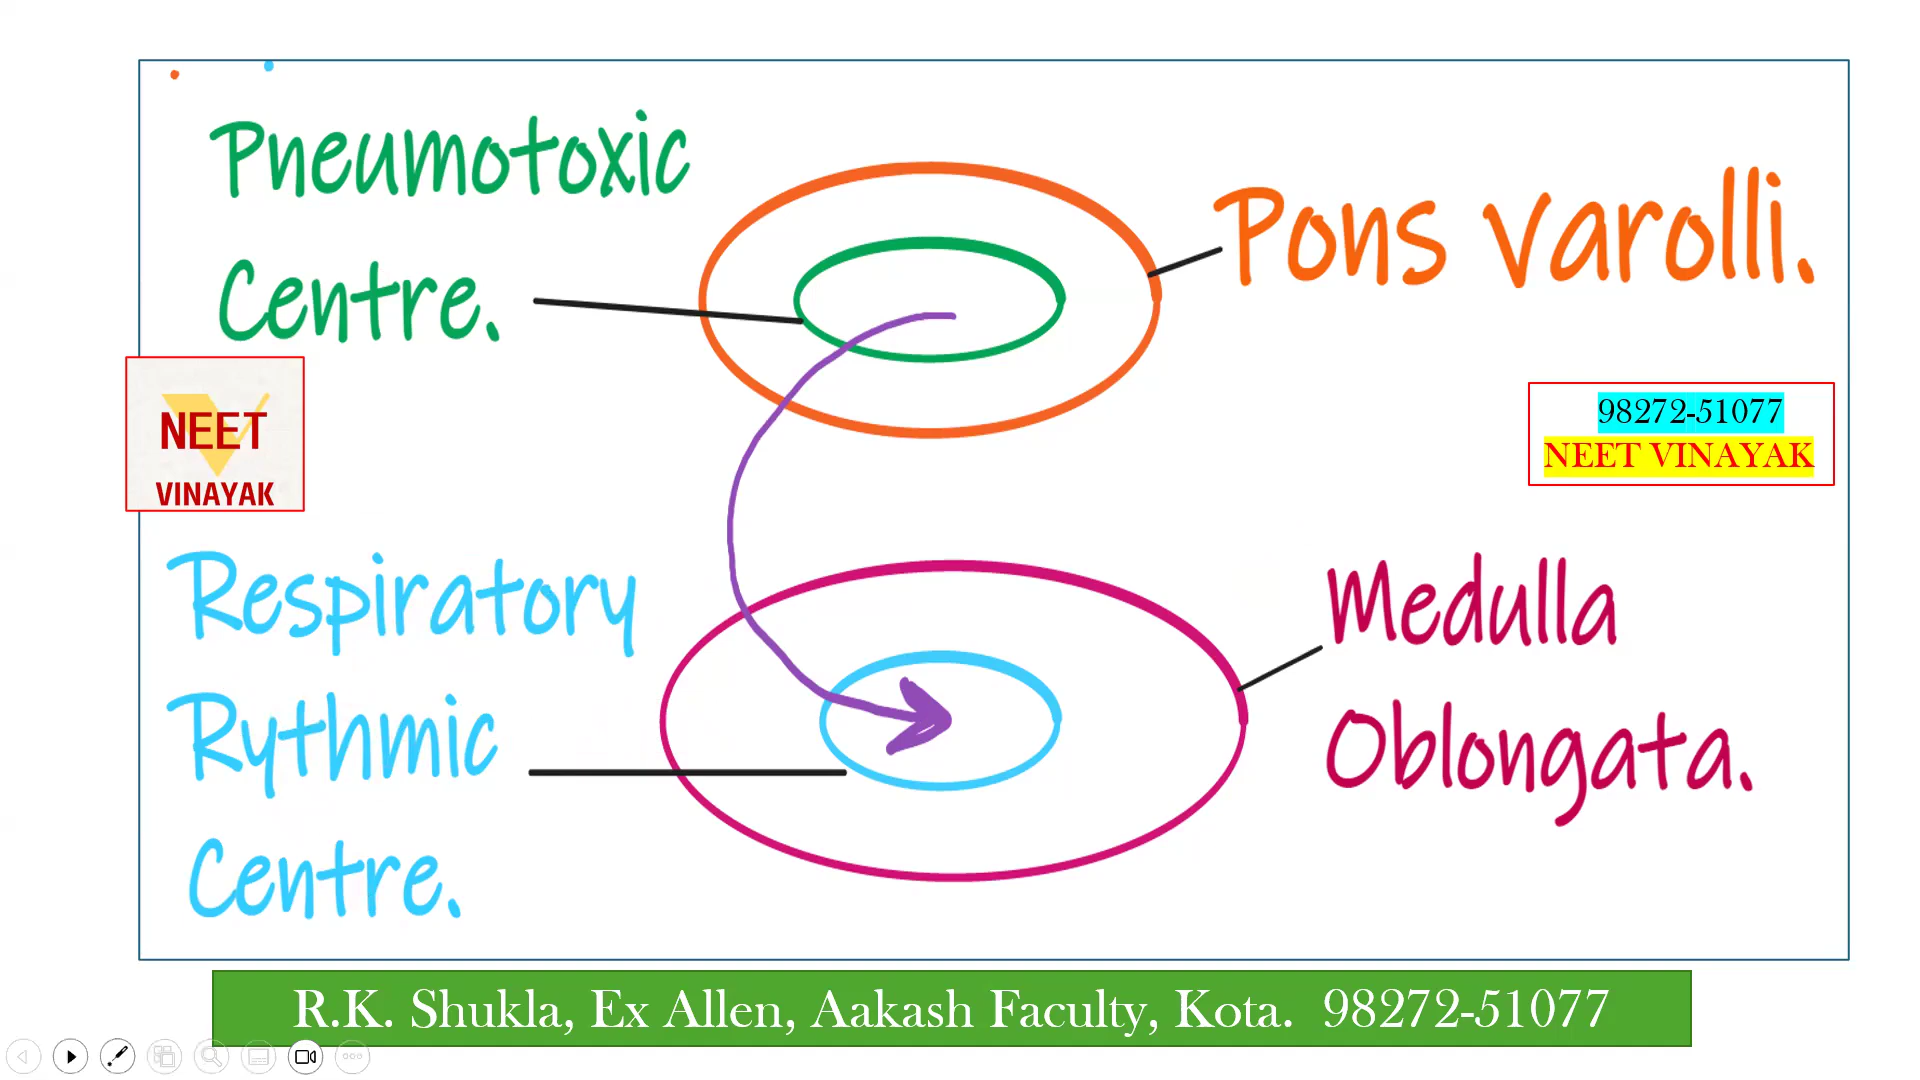 Pneumotoxic
Centre.
Pons varolli.
NEET
VINAYAK
98272-51077
NEET VINAYAK
Respiratory
Rythmic
Centre.
Medulla
Oblongata.
R.K. Shukla, Ex Allen, Aakash Faculty, Kota.  98272-51077